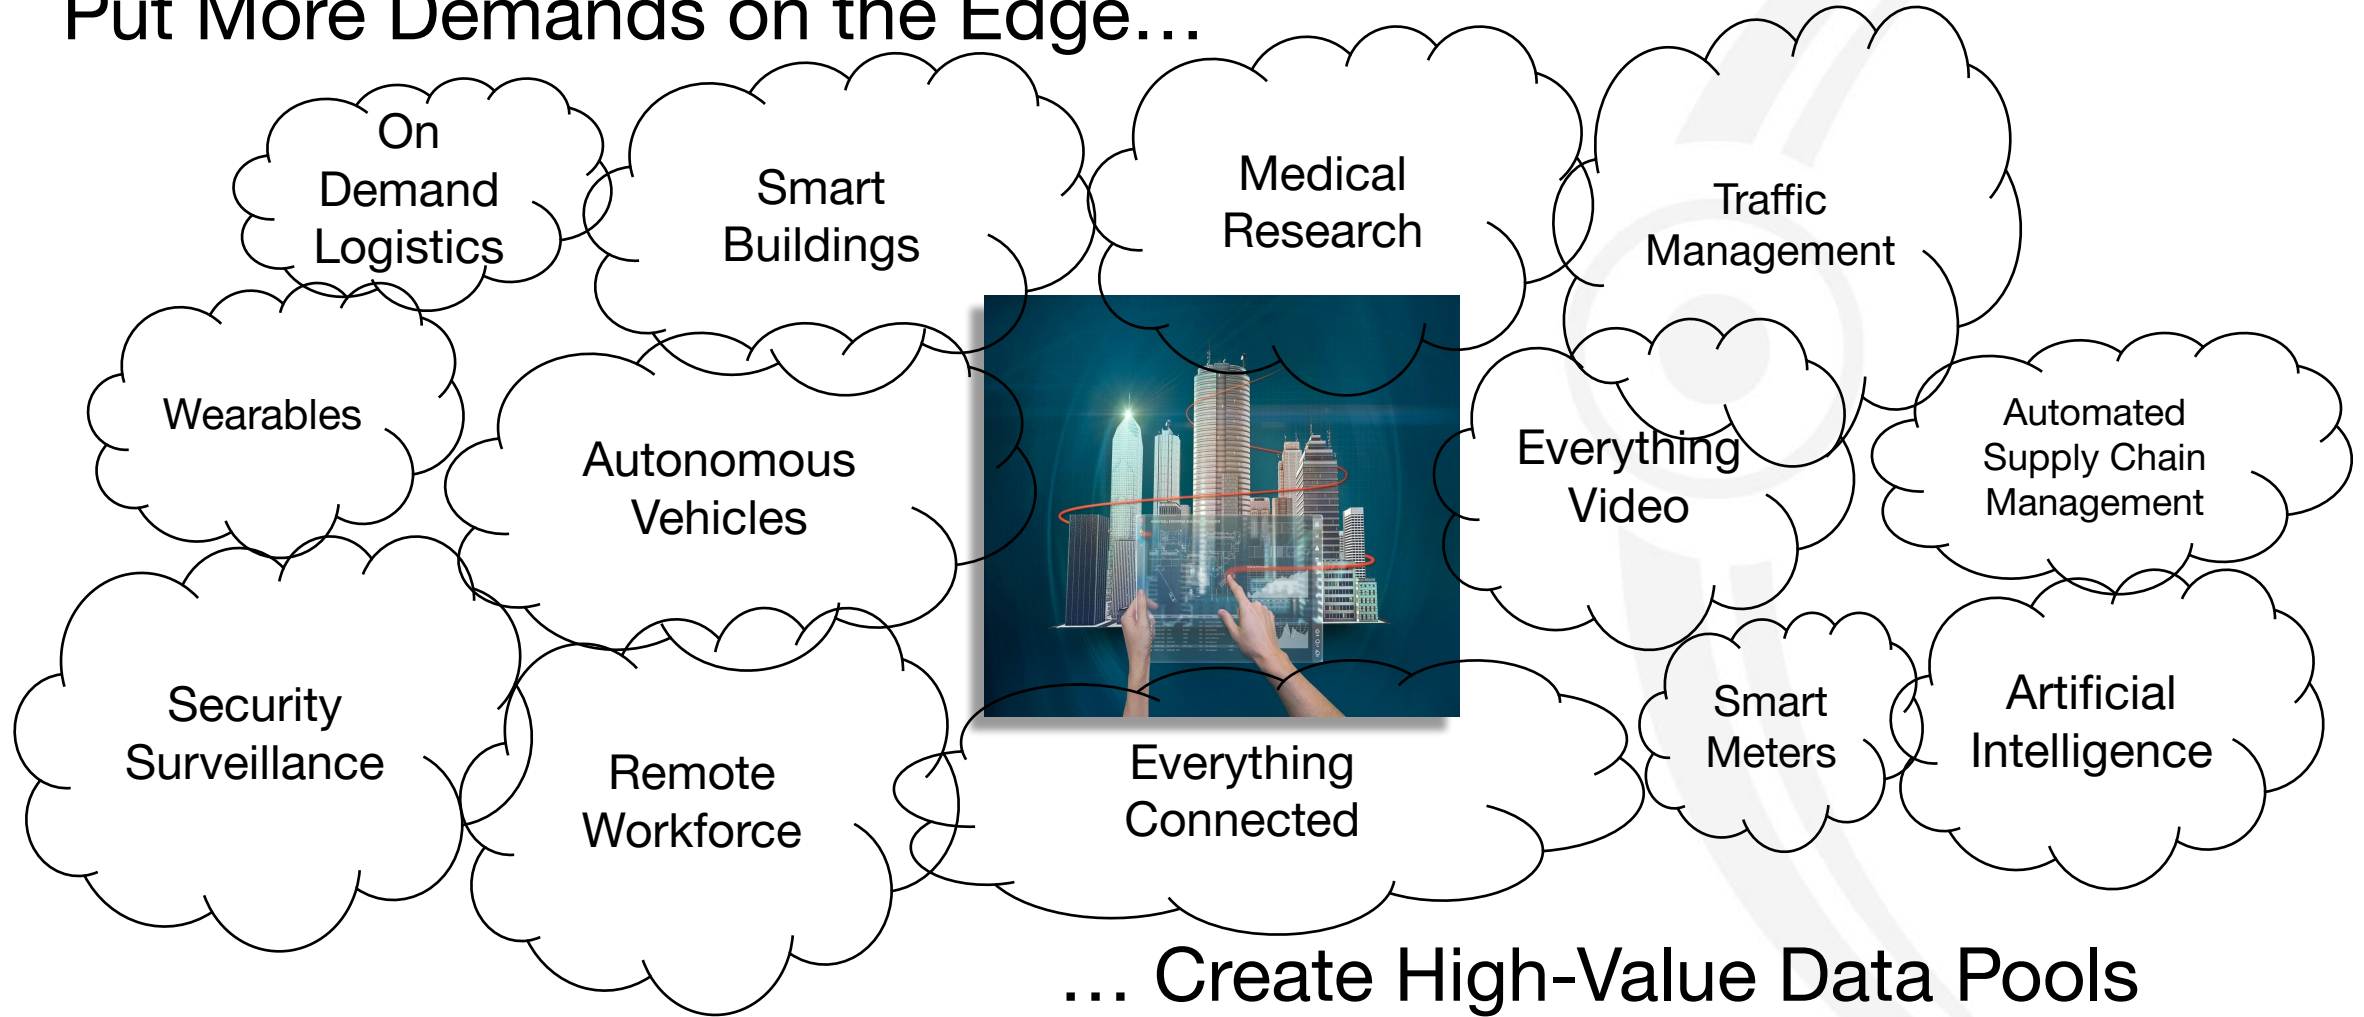 Put More Demands on the Edge…
On
Demand
Logistics
Smart
Buildings
Medical
Research
Traffic
Management
Wearables
Autonomous
Vehicles
Everything
Video
Automated
Supply Chain
Management
Security
Surveillance
Remote
Workforce
Everything
Connected
Smart
Meters
Artificial
Intelligence
… Create High-Value Data Pools